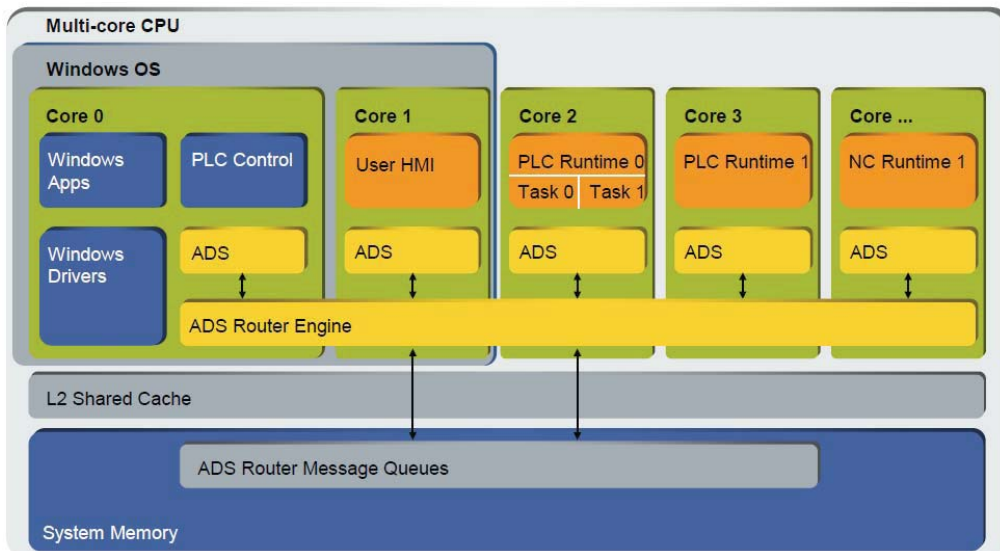 Multi-core CPU
Windows OS
Core 0
Core 1
Core 2
Core 3
Core ...
Windows
Apps
PLC Control
User HMI
PLC Runtime 0
Task 0
Task 1
PLC Runtime 1
NC Runtime 1
Windows
Drivers
ADS
ADS
ADS
ADS
ADS
ADS Router Engine
L2 Shared Cache
ADS Router Message Queues
System Memory